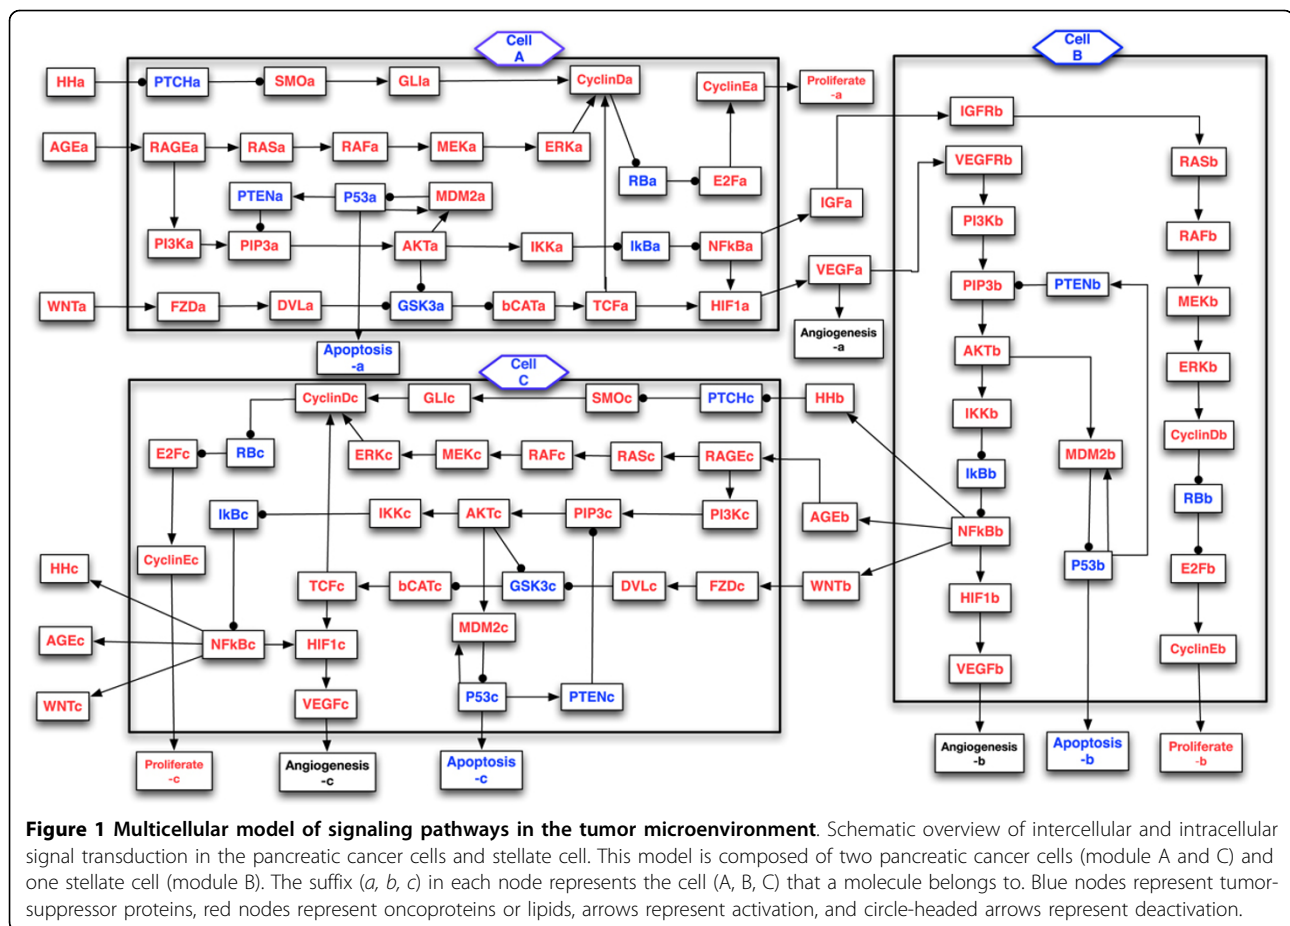 Cell
A
Cell
B
HHa
PTCHa
SMOa
GLIa
CyclinDa
CyclinEa
Proliferate
-a
IGFRb
AGEa
RAGEa
RASa
RAFa
MEKa
ERKa
RBa
E2Fa
VEGFRb
RASb
PTENa
P53a
MDM2a
IGFa
PI3Kb
PI3Ka
PIP3a
AKTa
IKKa
IkBa
NFkBa
RAFb
VEGFa
PIP3b
PTENb
WNTa
FZDa
DVLa
GSK3a
bCATa
TCFa
HIF1a
MEKb
Angiogenesis
-a
Apoptosis
-a
AKTb
ERKb
Cell
C
CyclinDc
GLIc
SMOc
PTCHc
HHb
IKKb
CyclinDb
E2Fc
RBc
ERKc
MEKc
RAFc
RASc
RAGEc
MDM2b
IkBb
RBb
IkBc
IKKc
AKTc
PIP3c
PI3Kc
AGEb
NFkBb
CyclinEc
HHc
TCFc
bCATc
GSK3c
DVLc
FZDc
WNTb
P53b
E2Fb
HIF1b
MDM2c
AGEc
NFkBc
HIF1c
CyclinEb
VEGFb
WNTc
VEGFc
P53c
PTENc
Proliferate
-c
Angiogenesis
-c
Apoptosis
-c
Angiogenesis
-b
Apoptosis
-b
Proliferate
-b
Figure 1 Multicellular model of signaling pathways in the tumor microenvironment. Schematic overview of intercellular and intracellular
signal transduction in the pancreatic cancer cells and stellate cell. This model is composed of two pancreatic cancer cells (module A and C) and
one stellate cell (module B). The suffix (a, b, c) in each node represents the cell (A, B, C) that a molecule belongs to. Blue nodes represent tumor-
suppressor proteins, red nodes represent oncoproteins or lipids, arrows represent activation, and circle-headed arrows represent deactivation.